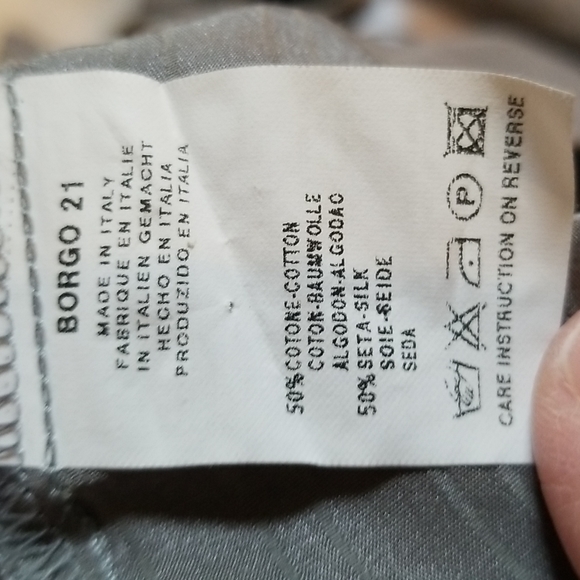 BORGO 21
MADE IN ITALY
FABRIQUE EN ITALIE
IN ITALIEN GEMACHT
HECHO EN ITALIA
PRODUZIDO EN ITALIA
50%COTONE-COTTON
COTON-BAUMWOLLE
ALGODON-ALGODAO
50%SETA-SILK
SOIE-SEIDE
SEDA
P
CARE INSTRUCTION ON REVERSE